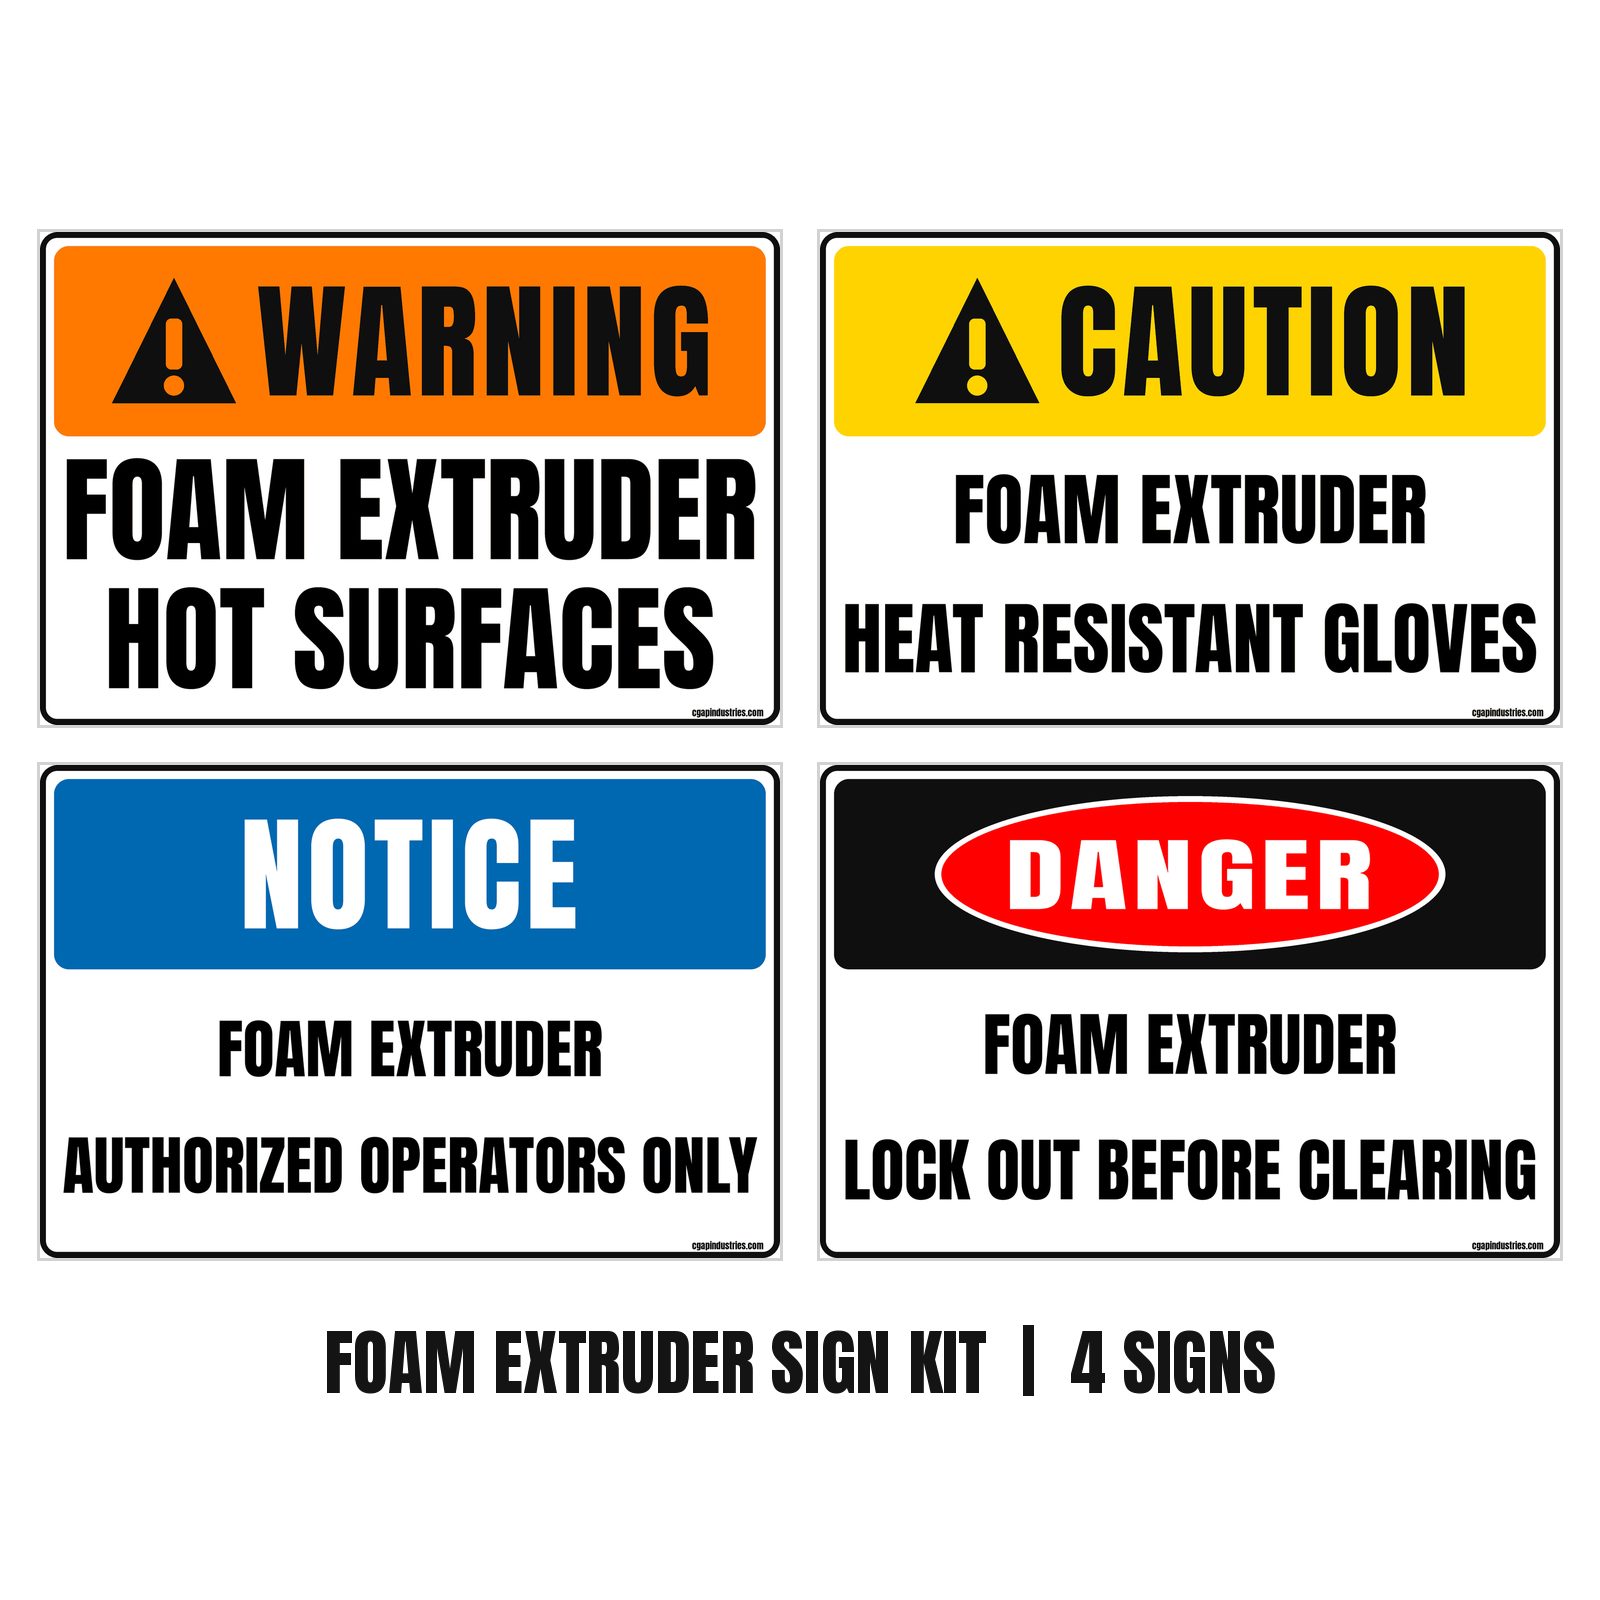 WARNING
FOAM EXTRUDER
HOT SURFACES
cgapindustries.com
CAUTION
FOAM EXTRUDER
HEAT RESISTANT GLOVES
cgapindustries.com
NOTICE
FOAM EXTRUDER
AUTHORIZED OPERATORS ONLY
cgapindustries.com
DANGER
FOAM EXTRUDER
LOCK OUT BEFORE CLEARING
cgapindustries.com
FOAM EXTRUDER SIGN KIT | 4 SIGNS